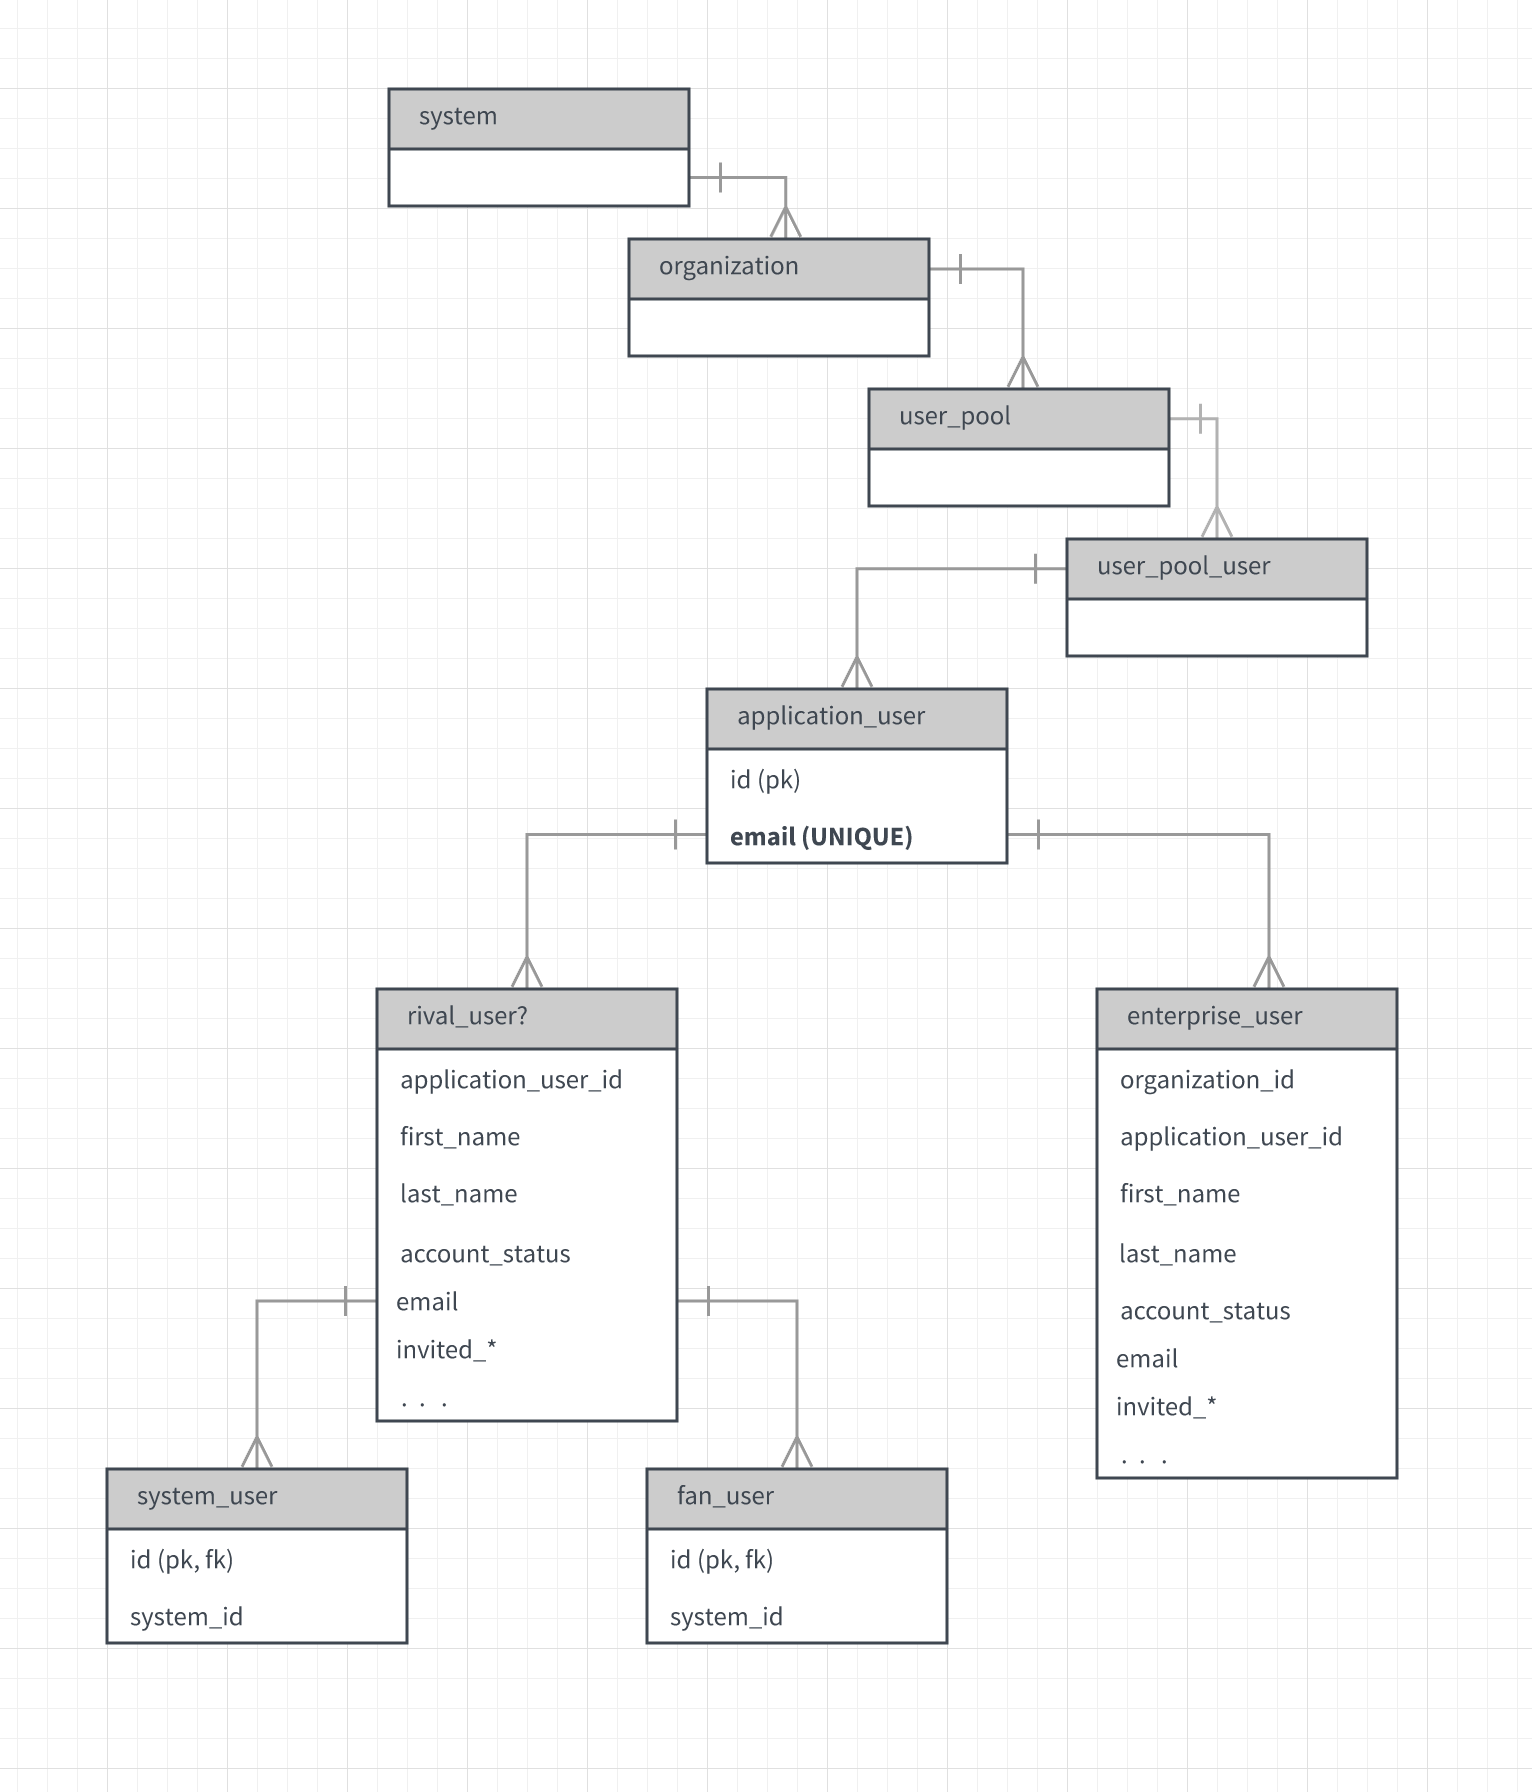 system
organization
user_pool
user_pool_user
application_user
id (pk)
email (UNIQUE)
rival_user?
application_user_id
first_name
last_name
account_status
email
invited_*
. . .
enterprise_user
organization_id
application_user_id
first_name
last_name
account_status
email
invited_*
. . .
system_user
id (pk, fk)
system_id
fan_user
id (pk, fk)
system_id